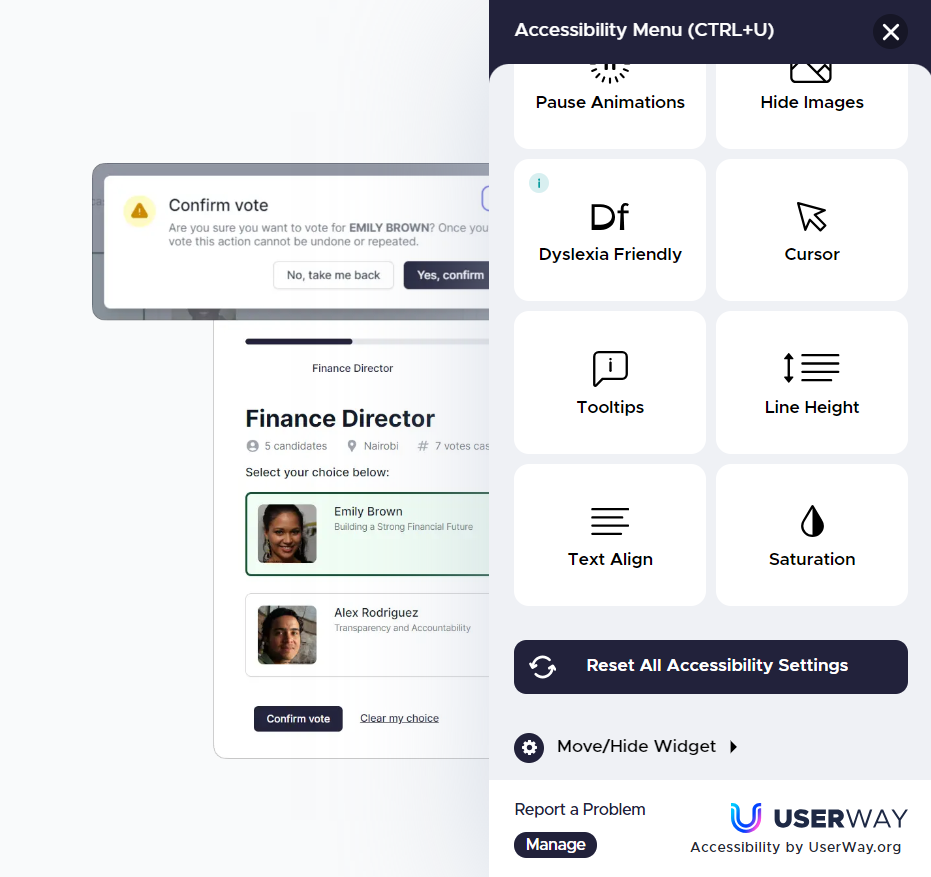 Accessibility Menu (CTRL+U)
Pause Animations
Hide Images
i
Df
Dyslexia Friendly
Cursor
i
Tooltips
Line Height
Text Align
Saturation
Reset All Accessibility Settings
Move/Hide Widget
Report a Problem
Manage
USERWAY
Accessibility by UserWay.org
Confirm vote
Are you sure you want to vote for EMILY BROWN? Once you
vote this action cannot be undone or repeated.
No, take me back
Yes, confirm
Finance Director
Finance Director
5 candidates
Nairobi
# 7 votes cas
Select your choice below:
Emily Brown
Building a Strong Financial Future
Alex Rodriguez
Transparency and Accountability
Confirm vote
Clear my choice